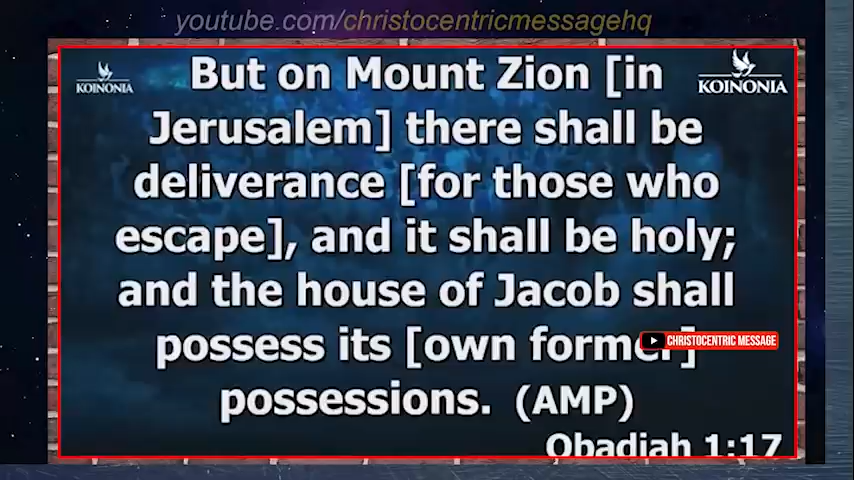 youtube.com/christocentricmessagehq
KOINONIA
KOINONIA
But on Mount Zion [in
Jerusalem] there shall be
deliverance [for those who
escape], and it shall be holy;
and the house of Jacob shall
possess its [own former]
CHRISTOCENTRIC MESSAGE
possessions. (AMP)
Obadiah 1:17